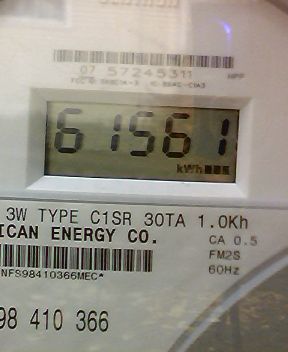 07 57245311 NPP
61561
kWh
3W TYPE C1SR 30TA 1.0Kh
ICAN ENERGY CO.
CA 0.5
FM2S
NFS98410366MEC*
60Hz
98 410 366